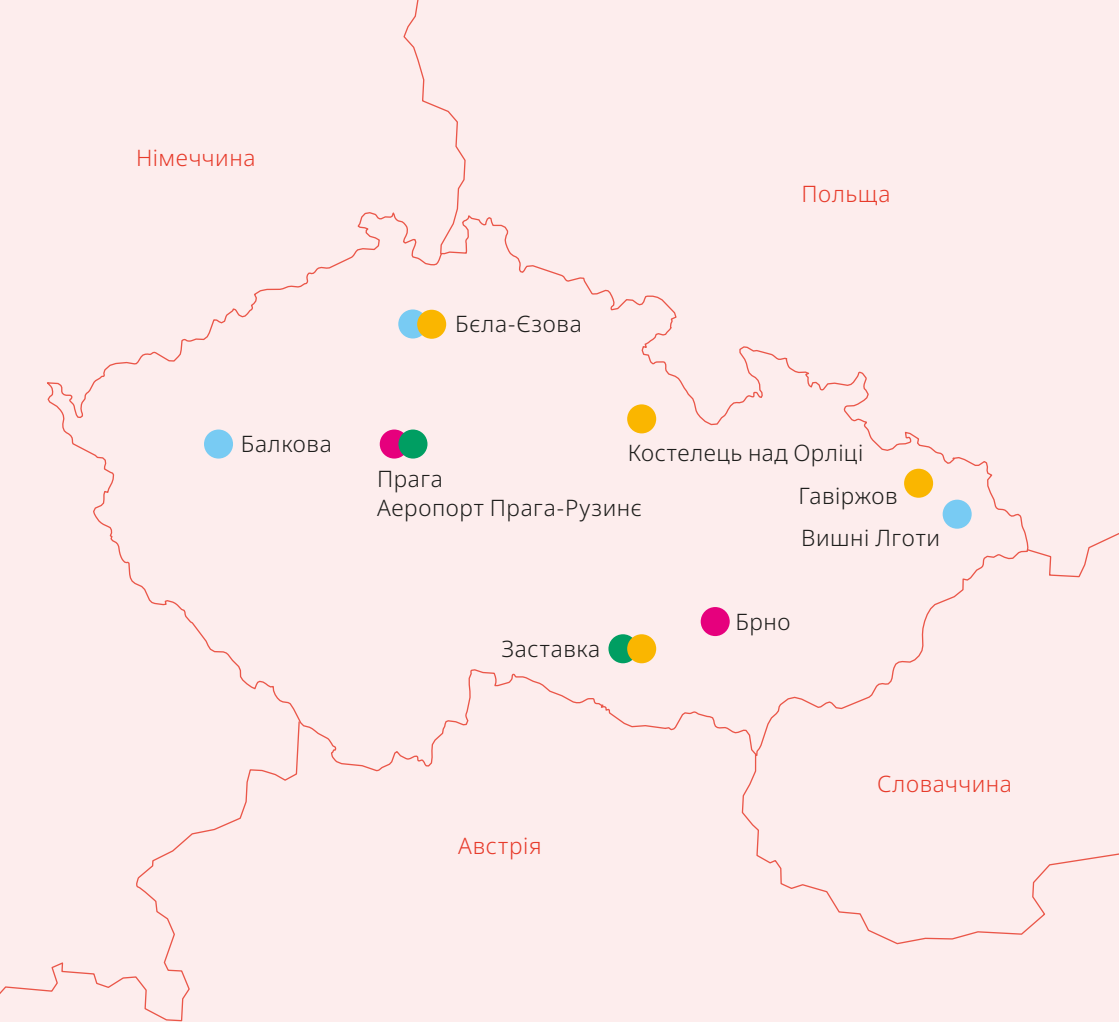 Німеччина
Польща
Бєла-Єзова
Балкова
Прага
Аеропорт Прага-Рузинє
Костелець над Орліці
Гавіржов
Вишні Лготи
Брно
Заставка
Словаччина
Австрія